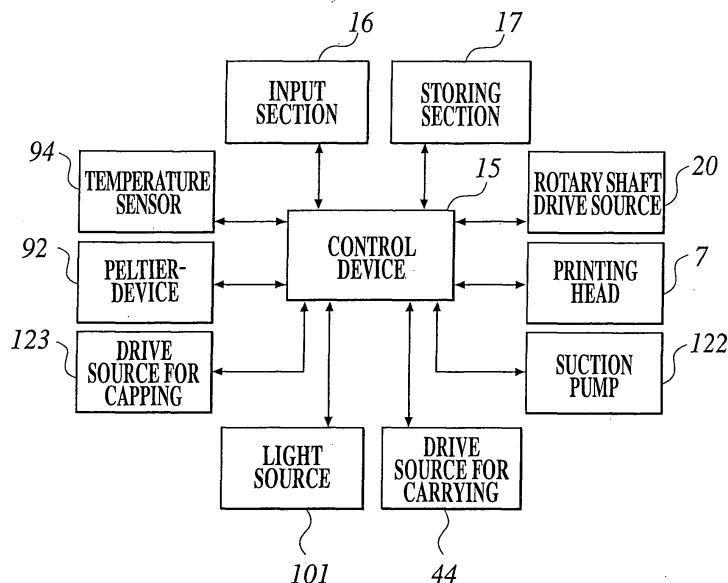 16
17
INPUT
SECTION
STORING
SECTION
94
TEMPERATURE
SENSOR
15
20
ROTARY SHAFT
DRIVE SOURCE
CONTROL
DEVICE
92
PELTIER-
DEVICE
7
PRINTING
HEAD
123
DRIVE
SOURCE FOR
CAPPING
122
SUCTION
PUMP
LIGHT
SOURCE
DRIVE
SOURCE FOR
CARRYING
101
44